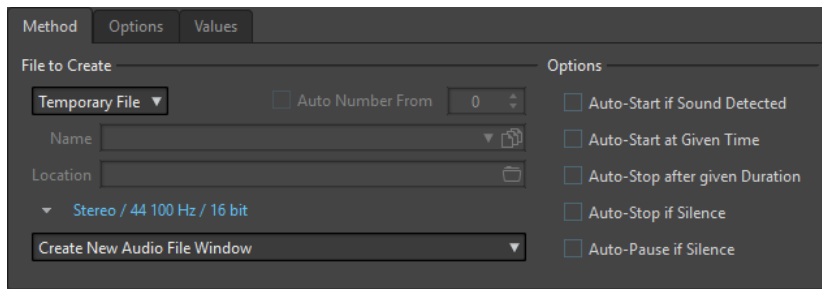 Method Options Values
File to Create
Options
Temporary File
Auto Number From 0
Auto-Start if Sound Detected
Name
Auto-Start at Given Time
Location
Auto-Stop after given Duration
Stereo / 44 100 Hz / 16 bit
Auto-Stop if Silence
Create New Audio File Window
Auto-Pause if Silence